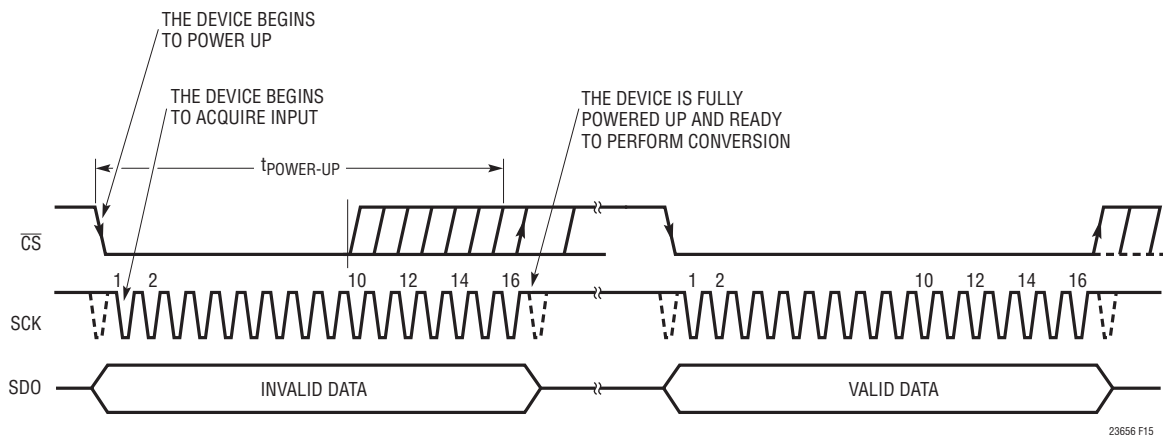 THE DEVICE BEGINS
TO POWER UP
THE DEVICE BEGINS
TO ACQUIRE INPUT
THE DEVICE IS FULLY
POWERED UP AND READY
TO PERFORM CONVERSION
tPOWER-UP
CS
1 2 10 12 14 16 1 2 10 12 14 16
SCK
SDO INVALID DATA VALID DATA
23656 F15